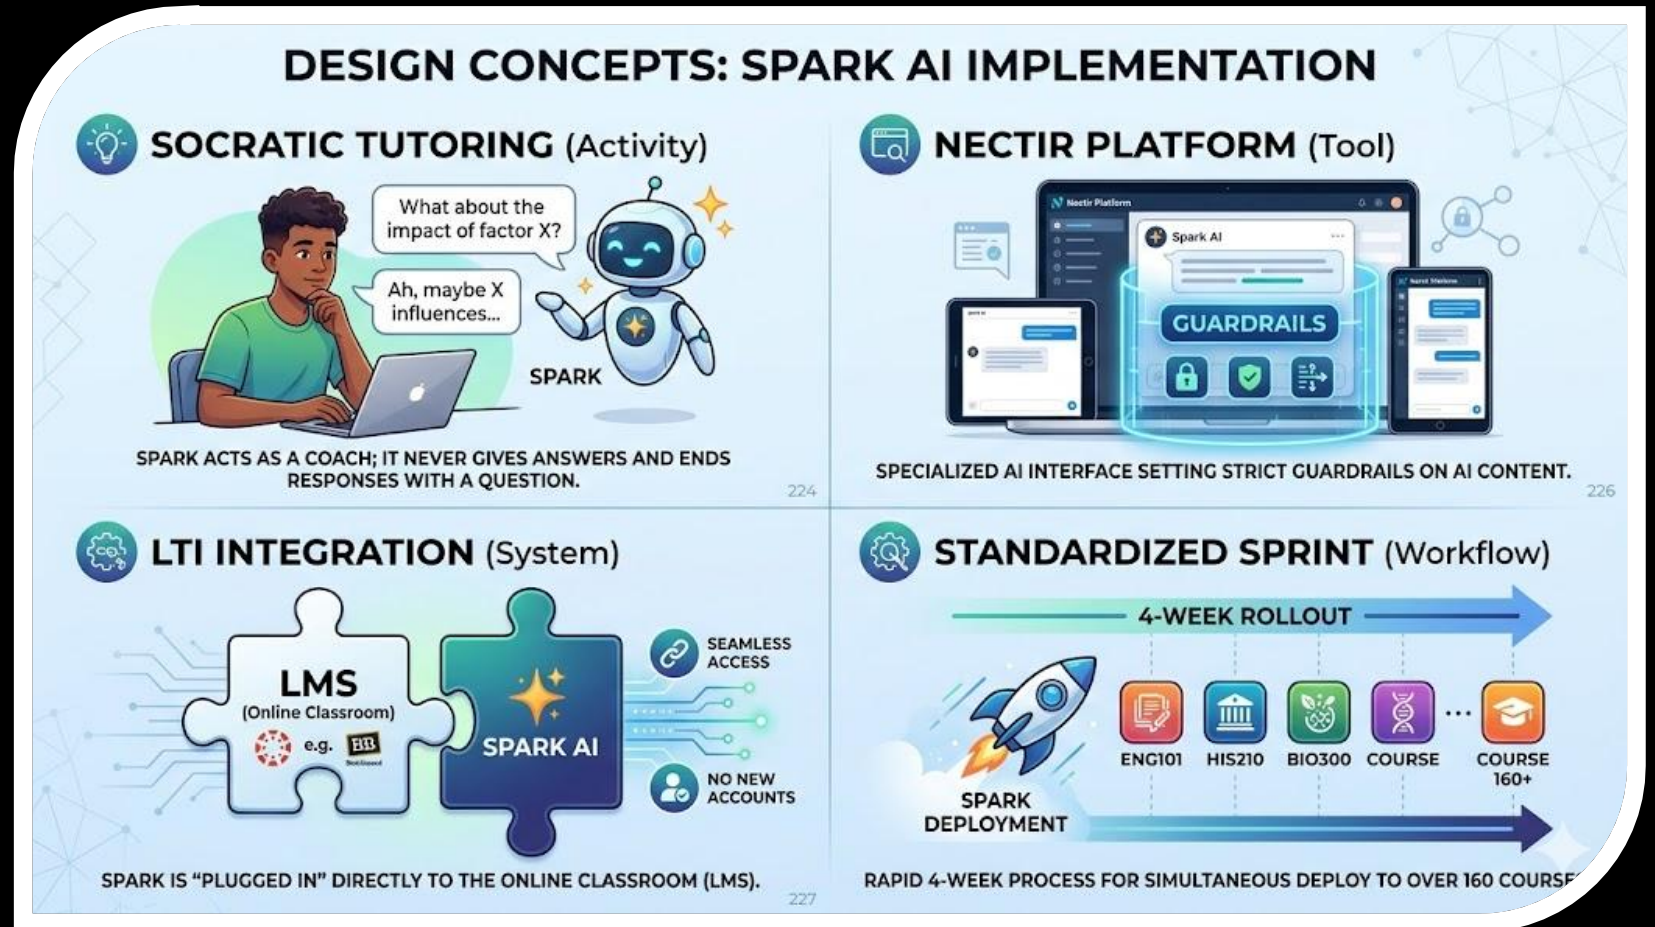 DESIGN CONCEPTS: SPARK AI IMPLEMENTATION
SOCRATIC TUTORING (Activity)
What about the
impact of factor X?
Ah, maybe X
influences...
SPARK
SPARK ACTS AS A COACH; IT NEVER GIVES ANSWERS AND ENDS
RESPONSES WITH A QUESTION.
224
NECTIR PLATFORM (Tool)
Nectir Platform
Spark AI
GUARDRAILS
SPECIALIZED AI INTERFACE SETTING STRICT GUARDRAILS ON AI CONTENT.
226
LTI INTEGRATION (System)
LMS
(Online Classroom)
e.g.
BB
SPARK AI
SEAMLESS
ACCESS
NO NEW
ACCOUNTS
SPARK IS “PLUGGED IN” DIRECTLY TO THE ONLINE CLASSROOM (LMS).
227
STANDARDIZED SPRINT (Workflow)
4-WEEK ROLLOUT
SPARK
DEPLOYMENT
ENG101
HIS210
BIO300
COURSE
...
COURSE
160+
RAPID 4-WEEK PROCESS FOR SIMULTANEOUS DEPLOY TO OVER 160 COURSE